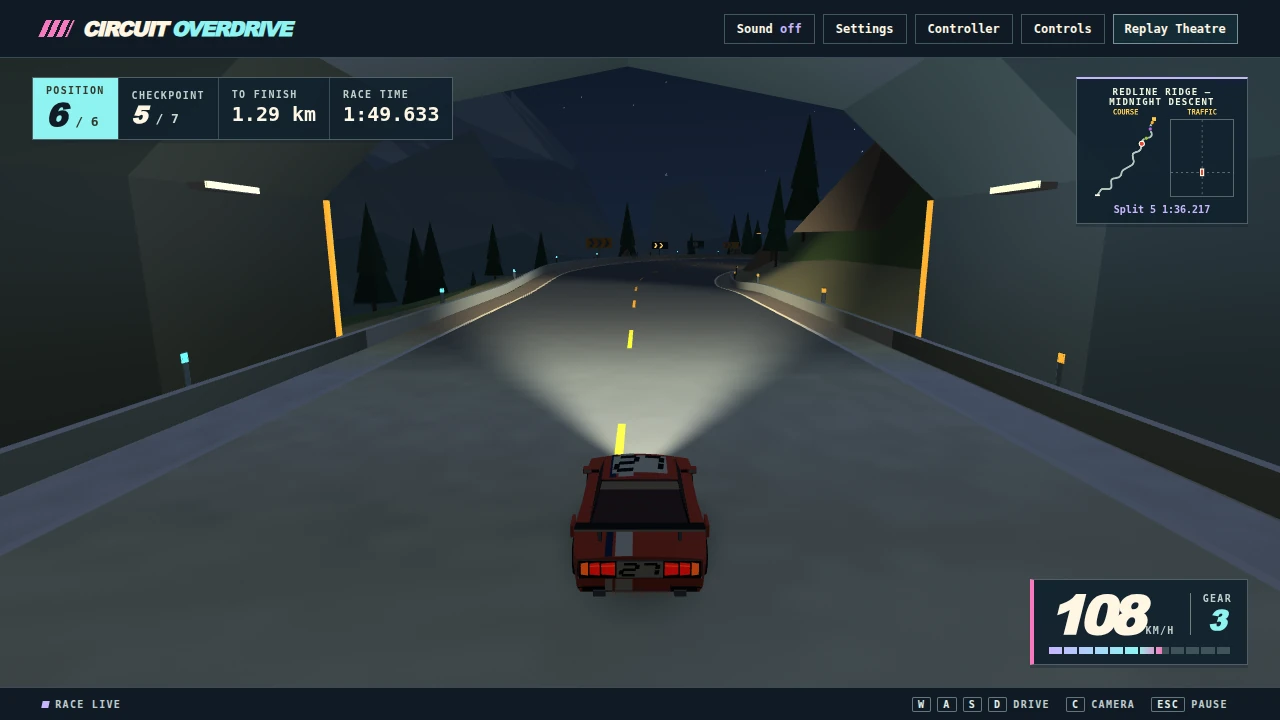 CIRCUIT OVERDRIVE
Sound off
Settings
Controller
Controls
Replay Theatre
POSITION
6 / 6
CHECKPOINT
5 / 7
TO FINISH
1.29 km
RACE TIME
1:49.633
REDLINE RIDGE —
MIDNIGHT DESCENT
COURSE
TRAFFIC
Split 5 1:36.217
27
27
108 KM/H
GEAR
3
RACE LIVE
W A S D DRIVE
C CAMERA
ESC PAUSE